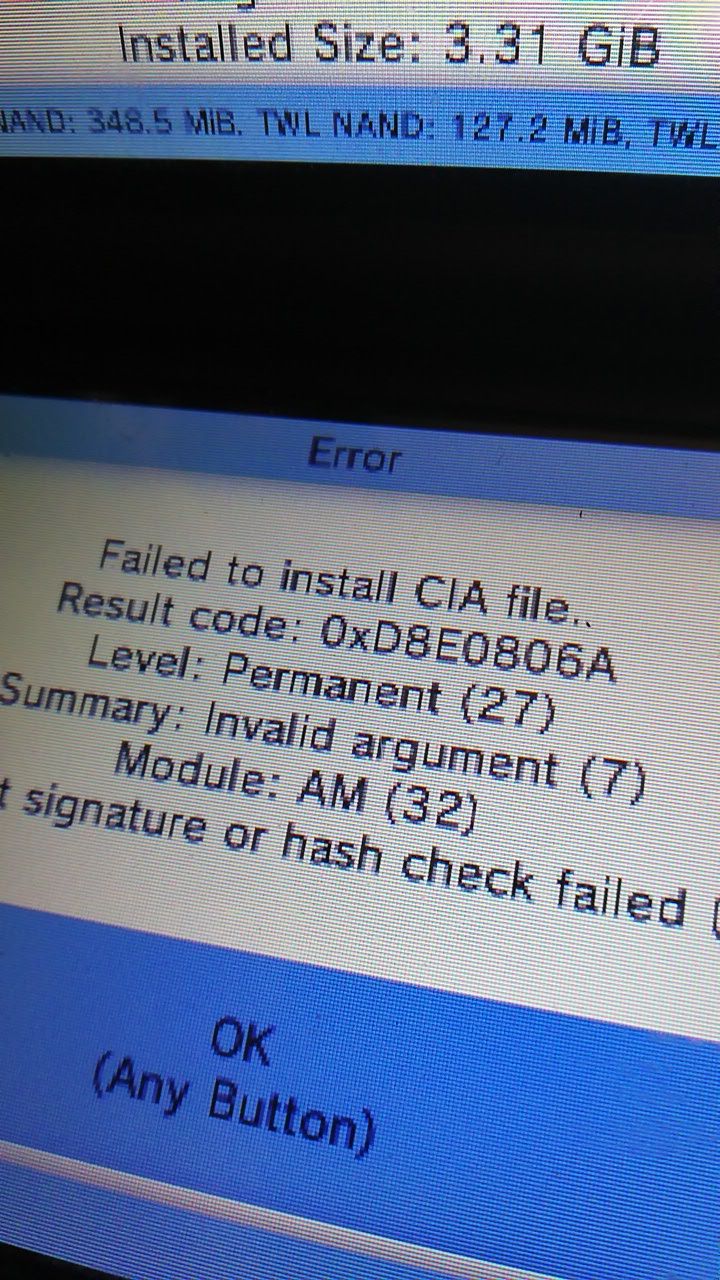 Installed Size: 3.31 GiB
NAND: 348.5 MiB, TWL NAND: 127.2 MiB, TWL
Error
Failed to install CIA file..
Result code: 0xD8E0806A
Level: Permanent (27)
Summary: Invalid argument (7)
Module: AM (32)
t signature or hash check failed (
OK
(Any Button)